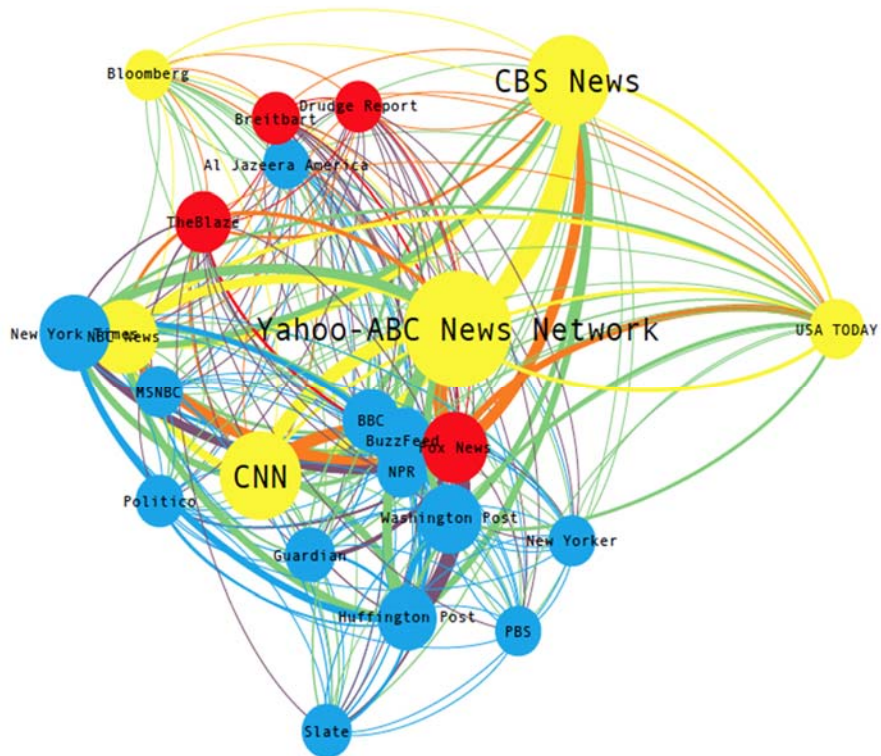 Bloomberg
CBS News
Drudge Report
Breitbart
Al Jazeera America
TheBlaze
New York Times
NBC News
Yahoo-ABC News Network
USA TODAY
MSNBC
BBC
BuzzFeed
Fox News
NPR
CNN
Politico
Washington Post
New Yorker
Guardian
Huffington Post
PBS
Slate